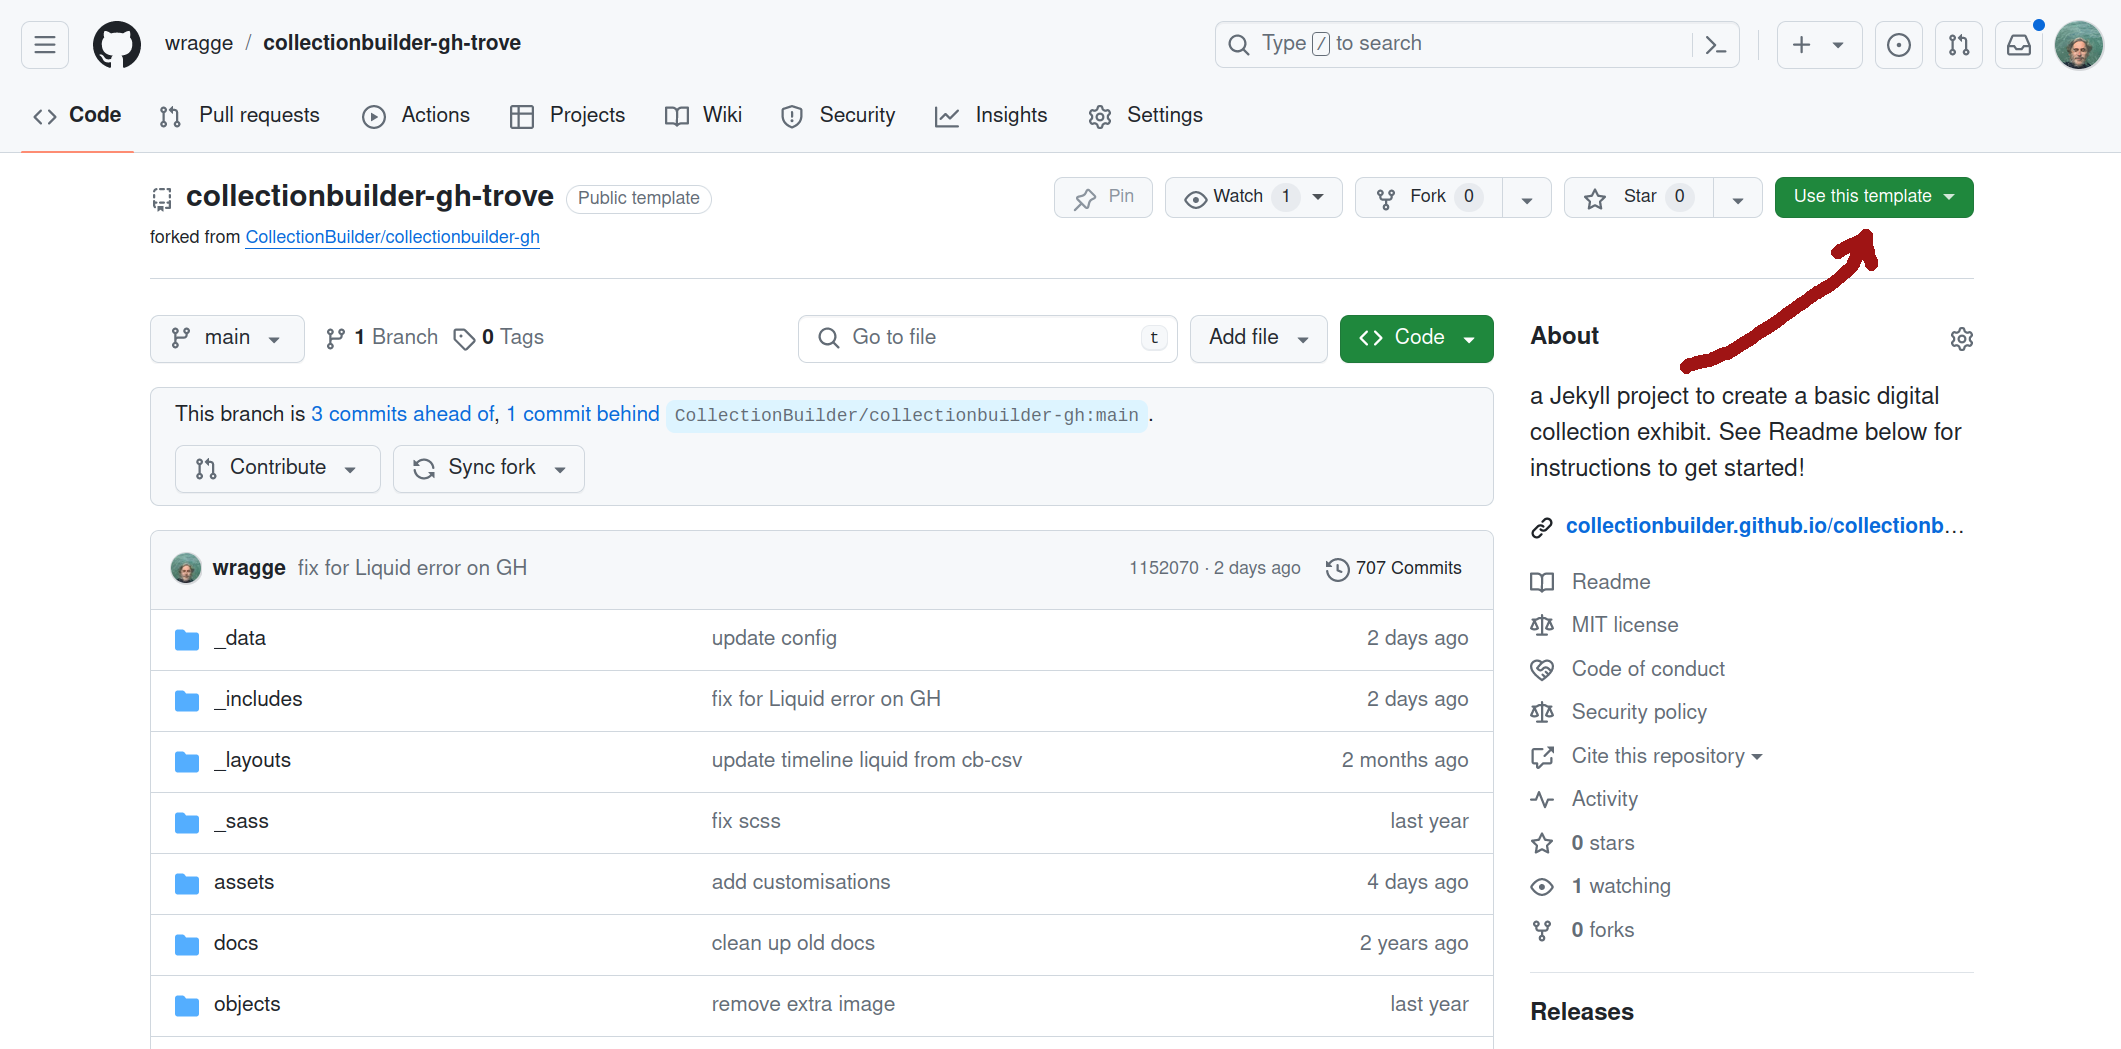 wragge / collectionbuilder-gh-trove
Type / to search
Code Pull requests Actions Projects Wiki Security Insights Settings
collectionbuilder-gh-trove Public template
Pin Watch 1 Fork 0 Star 0 Use this template
forked from CollectionBuilder/collectionbuilder-gh
main 1 Branch 0 Tags Go to file t Add file Code
This branch is 3 commits ahead of, 1 commit behind CollectionBuilder/collectionbuilder-gh:main.
Contribute Sync fork
wragge fix for Liquid error on GH 1152070 · 2 days ago 707 Commits
_data update config 2 days ago
_includes fix for Liquid error on GH 2 days ago
_layouts update timeline liquid from cb-csv 2 months ago
_sass fix scss last year
assets add customisations 4 days ago
docs clean up old docs 2 years ago
objects remove extra image last year
About
a Jekyll project to create a basic digital
collection exhibit. See Readme below for
instructions to get started!
collectionbuilder.github.io/collectionb…
Readme
MIT license
Code of conduct
Security policy
Cite this repository
Activity
0 stars
1 watching
0 forks
Releases